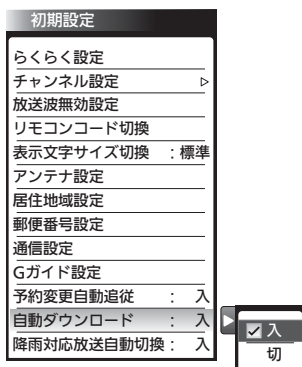 初期設定
らくらく設定
チャンネル設定 ▷
放送波無効設定
リモコンコード切換
表示文字サイズ切換 : 標準
アンテナ設定
居住地域設定
郵便番号設定
通信設定
Gガイド設定
予約変更自動追従 : 入
自動ダウンロード : 入
降雨対応放送自動切換 : 入
入
切